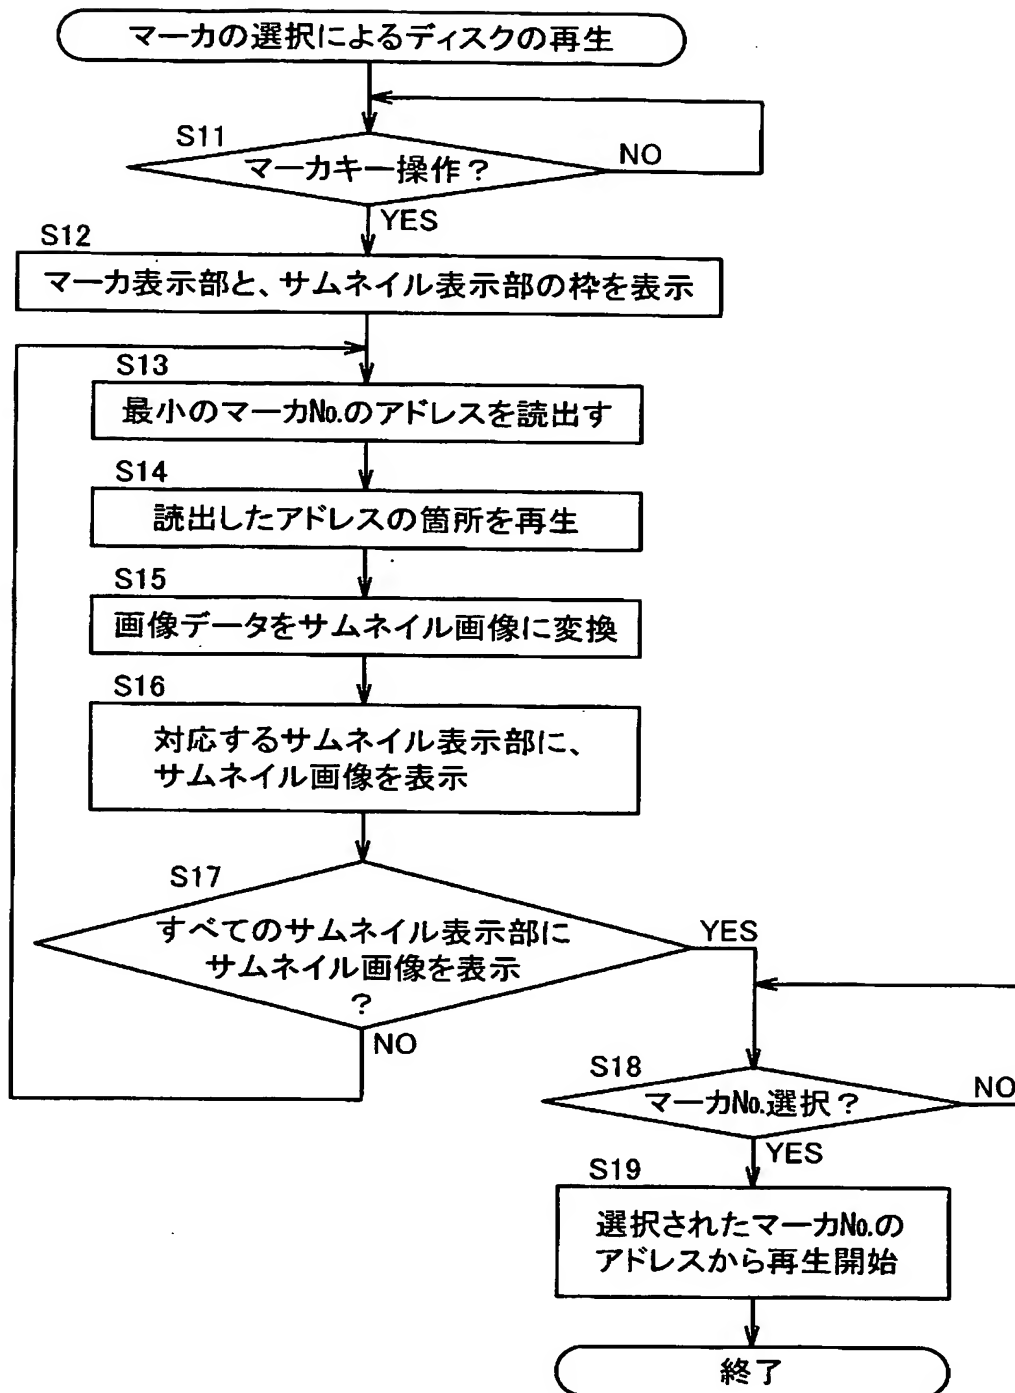 マーカの選択によるディスクの再生
S11
マーカキー操作?
NO
YES
S12
マーカ表示部と、サムネイル表示部の枠を表示
S13
最小のマーカNo.のアドレスを読出す
S14
読出したアドレスの箇所を再生
S15
画像データをサムネイル画像に変換
S16
対応するサムネイル表示部に、
サムネイル画像を表示
S17
すべてのサムネイル表示部に
サムネイル画像を表示
?
YES
NO
S18
マーカNo.選択?
NO
YES
S19
選択されたマーカNo.の
アドレスから再生開始
終了